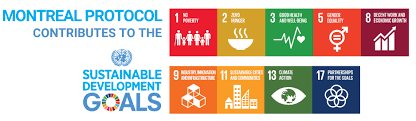 MONTREAL PROTOCOL
CONTRIBUTES TO THE
SUSTAINABLE
DEVELOPMENT
GOALS
1 NO
POVERTY
2 ZERO
HUNGER
3 GOOD HEALTH
AND WELL-BEING
5 GENDER
EQUALITY
8 DECENT WORK AND
ECONOMIC GROWTH
9 INDUSTRY, INNOVATION
AND INFRASTRUCTURE
11 SUSTAINABLE CITIES
AND COMMUNITIES
13 CLIMATE
ACTION
17 PARTNERSHIPS
FOR THE GOALS